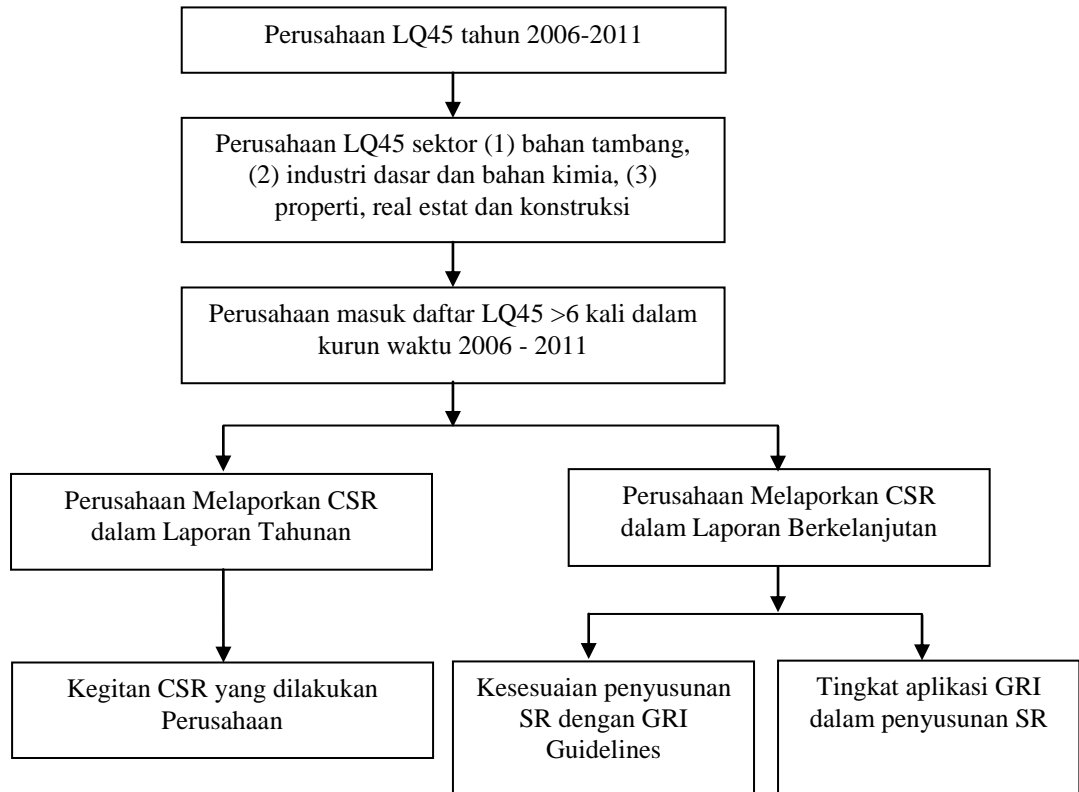 Perusahaan LQ45 tahun 2006-2011
Perusahaan LQ45 sektor (1) bahan tambang,
(2) industri dasar dan bahan kimia, (3)
properti, real estat dan konstruksi
Perusahaan masuk daftar LQ45 >6 kali dalam
kurun waktu 2006 - 2011
Perusahaan Melaporkan CSR
dalam Laporan Tahunan
Perusahaan Melaporkan CSR
dalam Laporan Berkelanjutan
Kegitan CSR yang dilakukan
Perusahaan
Kesesuaian penyusunan
SR dengan GRI
Guidelines
Tingkat aplikasi GRI
dalam penyusunan SR